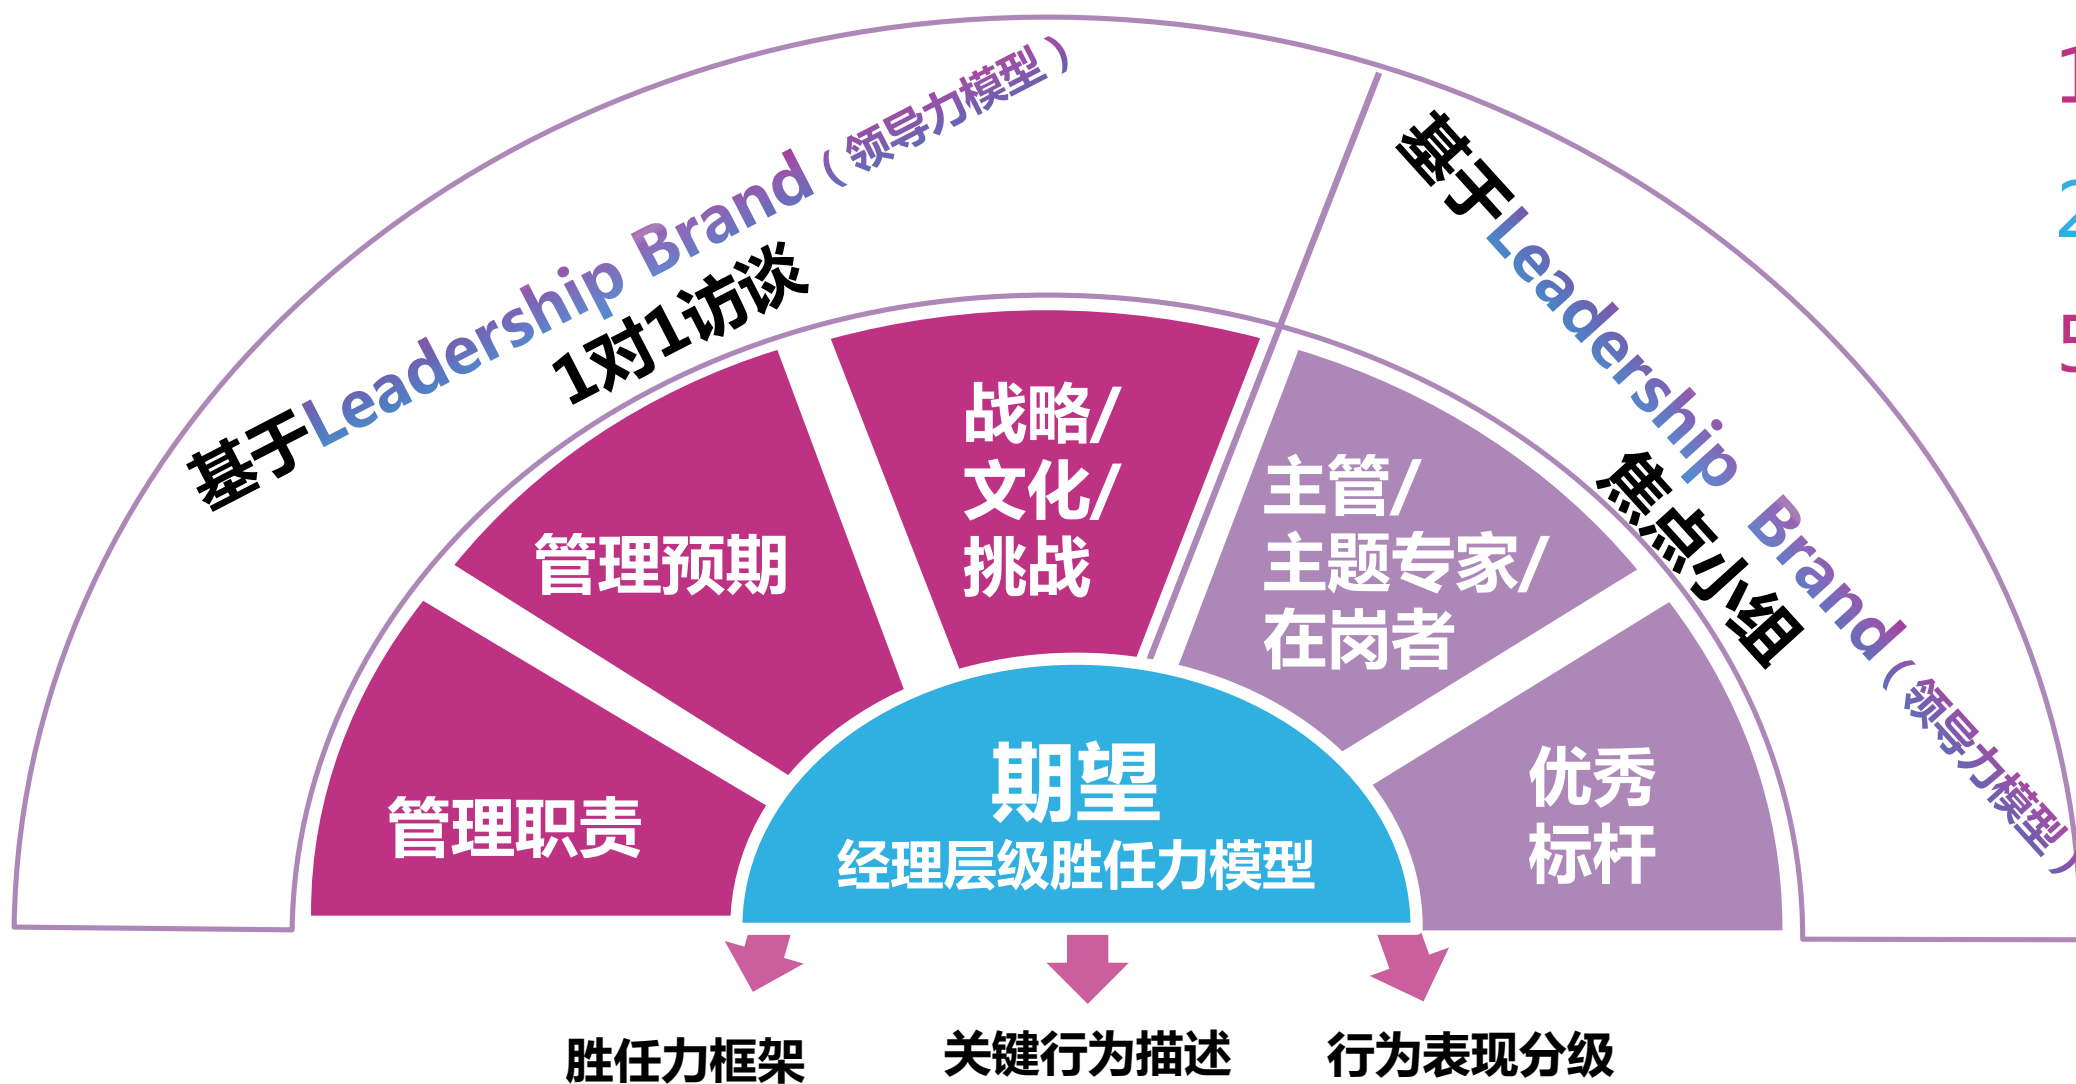 基于Leadership Brand（领导力模型）
1对1访谈
基于Leadership Brand（领导力模型）
焦点小组
管理职责
管理预期
战略/
文化/
挑战
主管/
主题专家/
在岗者
优秀
标杆
期望
经理层级胜任力模型
胜任力框架
关键行为描述
行为表现分级